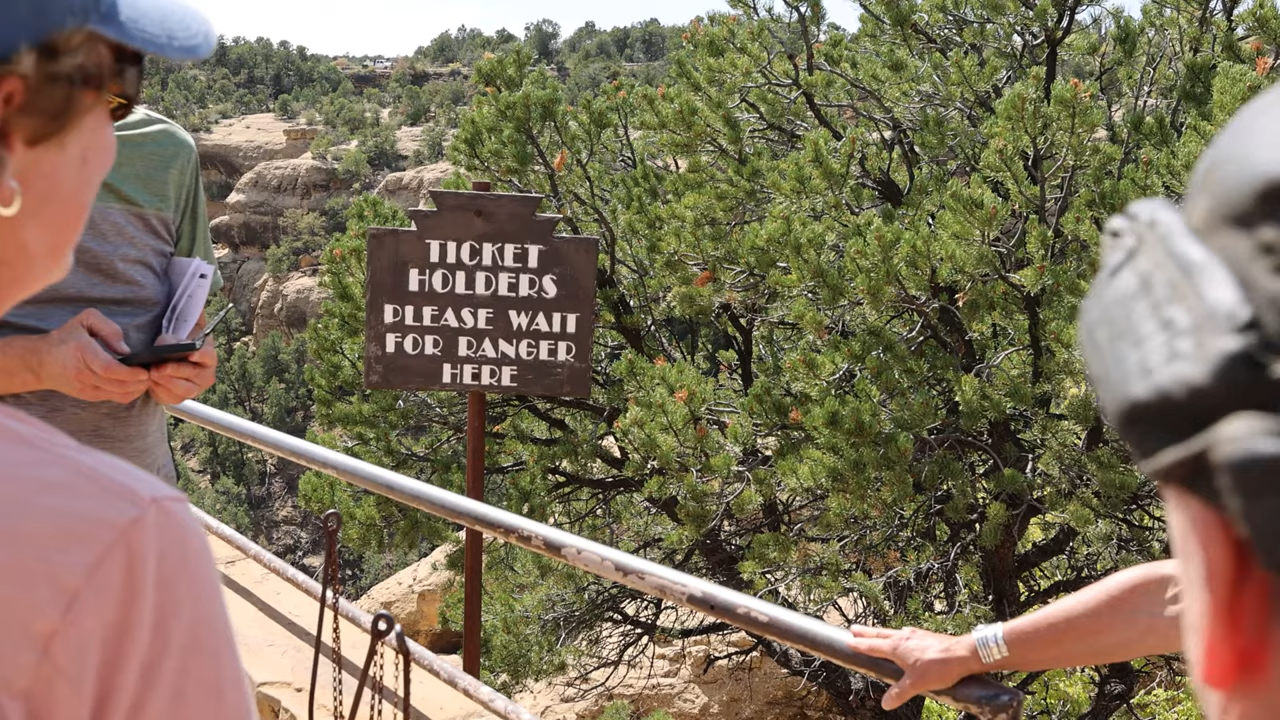 TICKET
HOLDERS
PLEASE WAIT
FOR RANGER
HERE